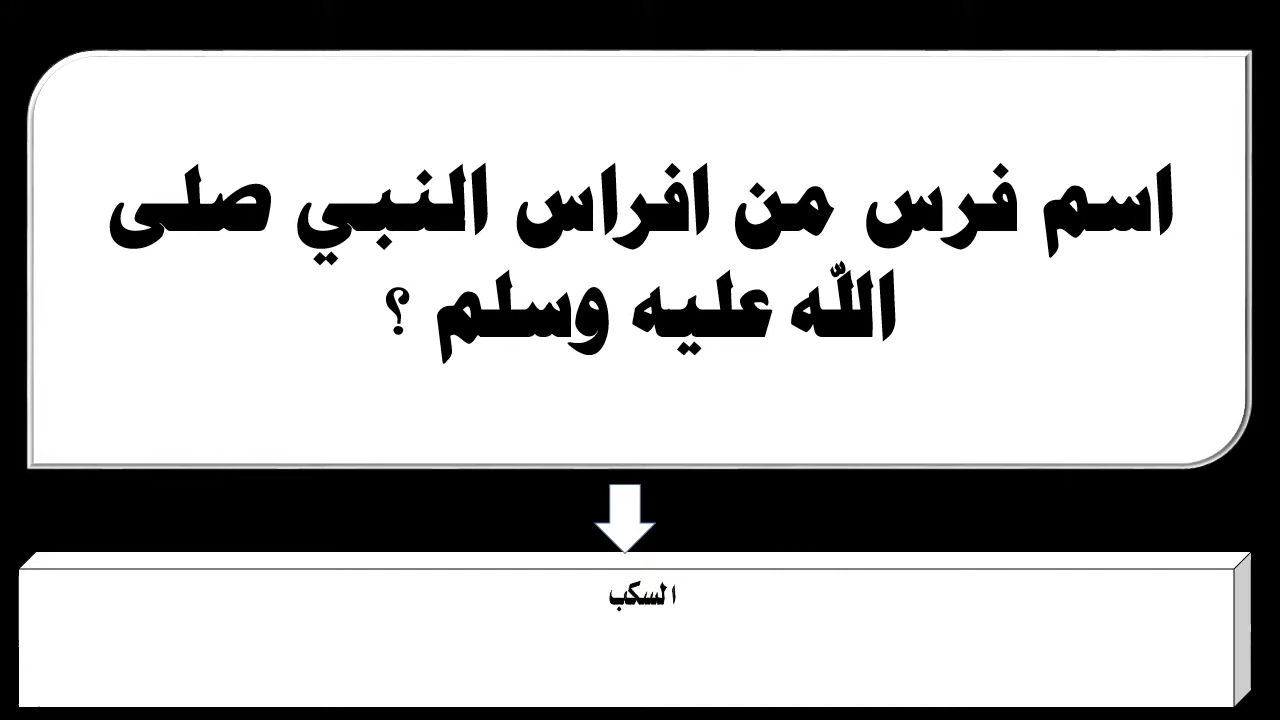 اسم فرس من افراس النبي صلى
الله عليه وسلم ؟
السكب